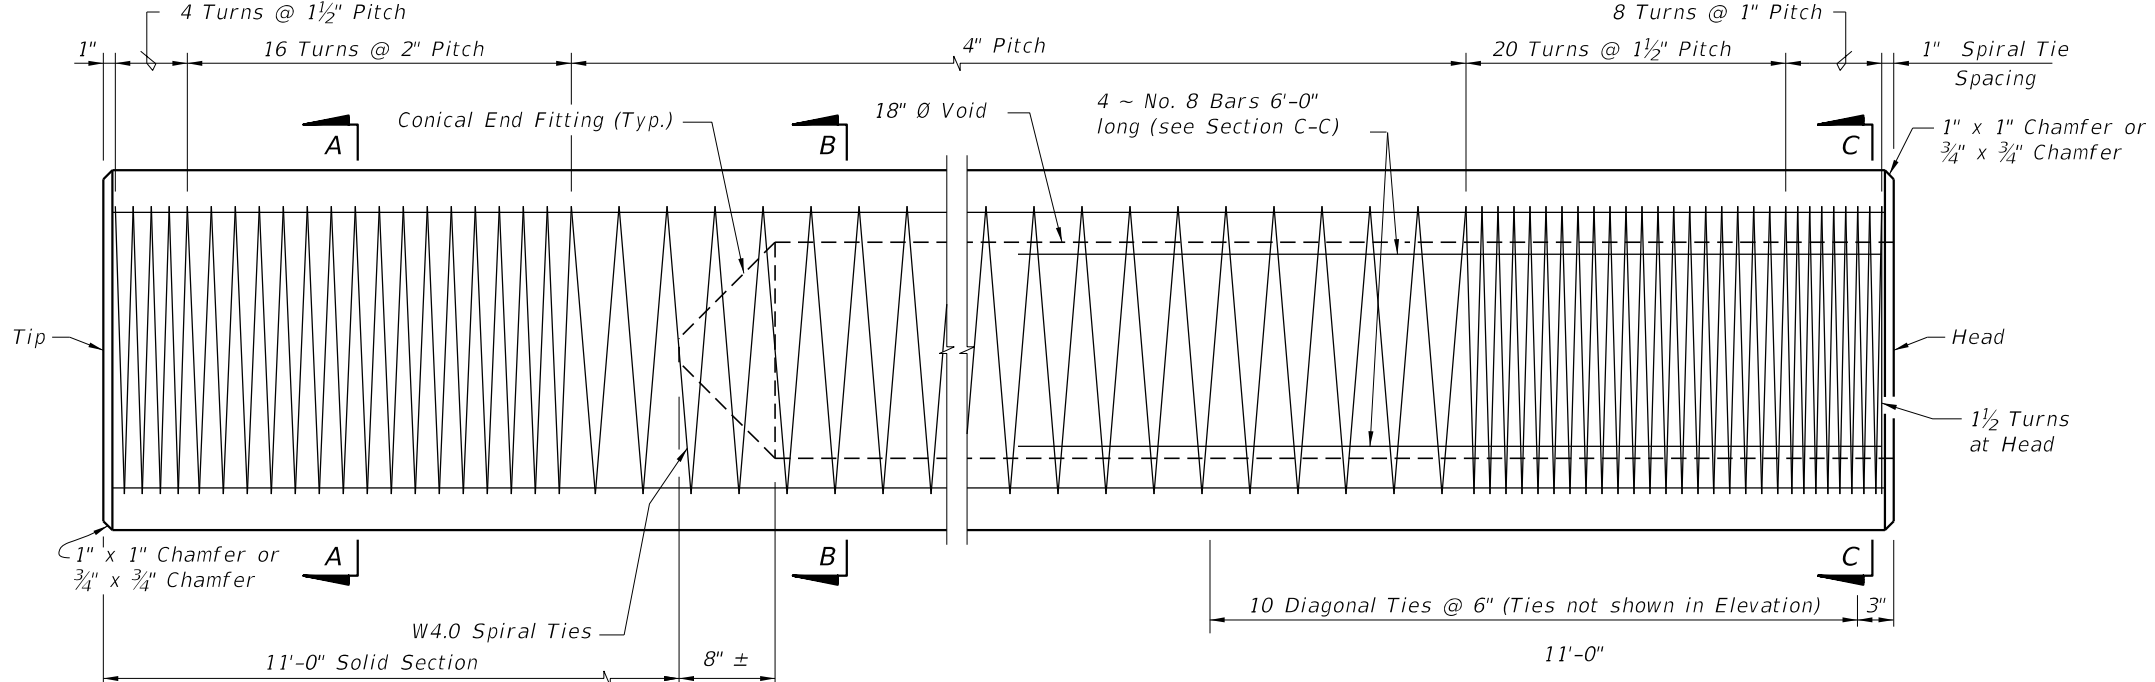 4 Turns @ 1½" Pitch
8 Turns @ 1" Pitch
1"
16 Turns @ 2" Pitch
4" Pitch
20 Turns @ 1½" Pitch
1" Spiral Tie
Spacing
Conical End Fitting (Typ.)
18" Ø Void
4 ~ No. 8 Bars 6'-0"
long (see Section C-C)
A
B
C
1" x 1" Chamfer or
¾" x ¾" Chamfer
Tip
Head
1½ Turns
at Head
1" x 1" Chamfer or
¾" x ¾" Chamfer
A
B
C
10 Diagonal Ties @ 6" (Ties not shown in Elevation)
3"
W4.0 Spiral Ties
11'-0" Solid Section
8" ±
11'-0"